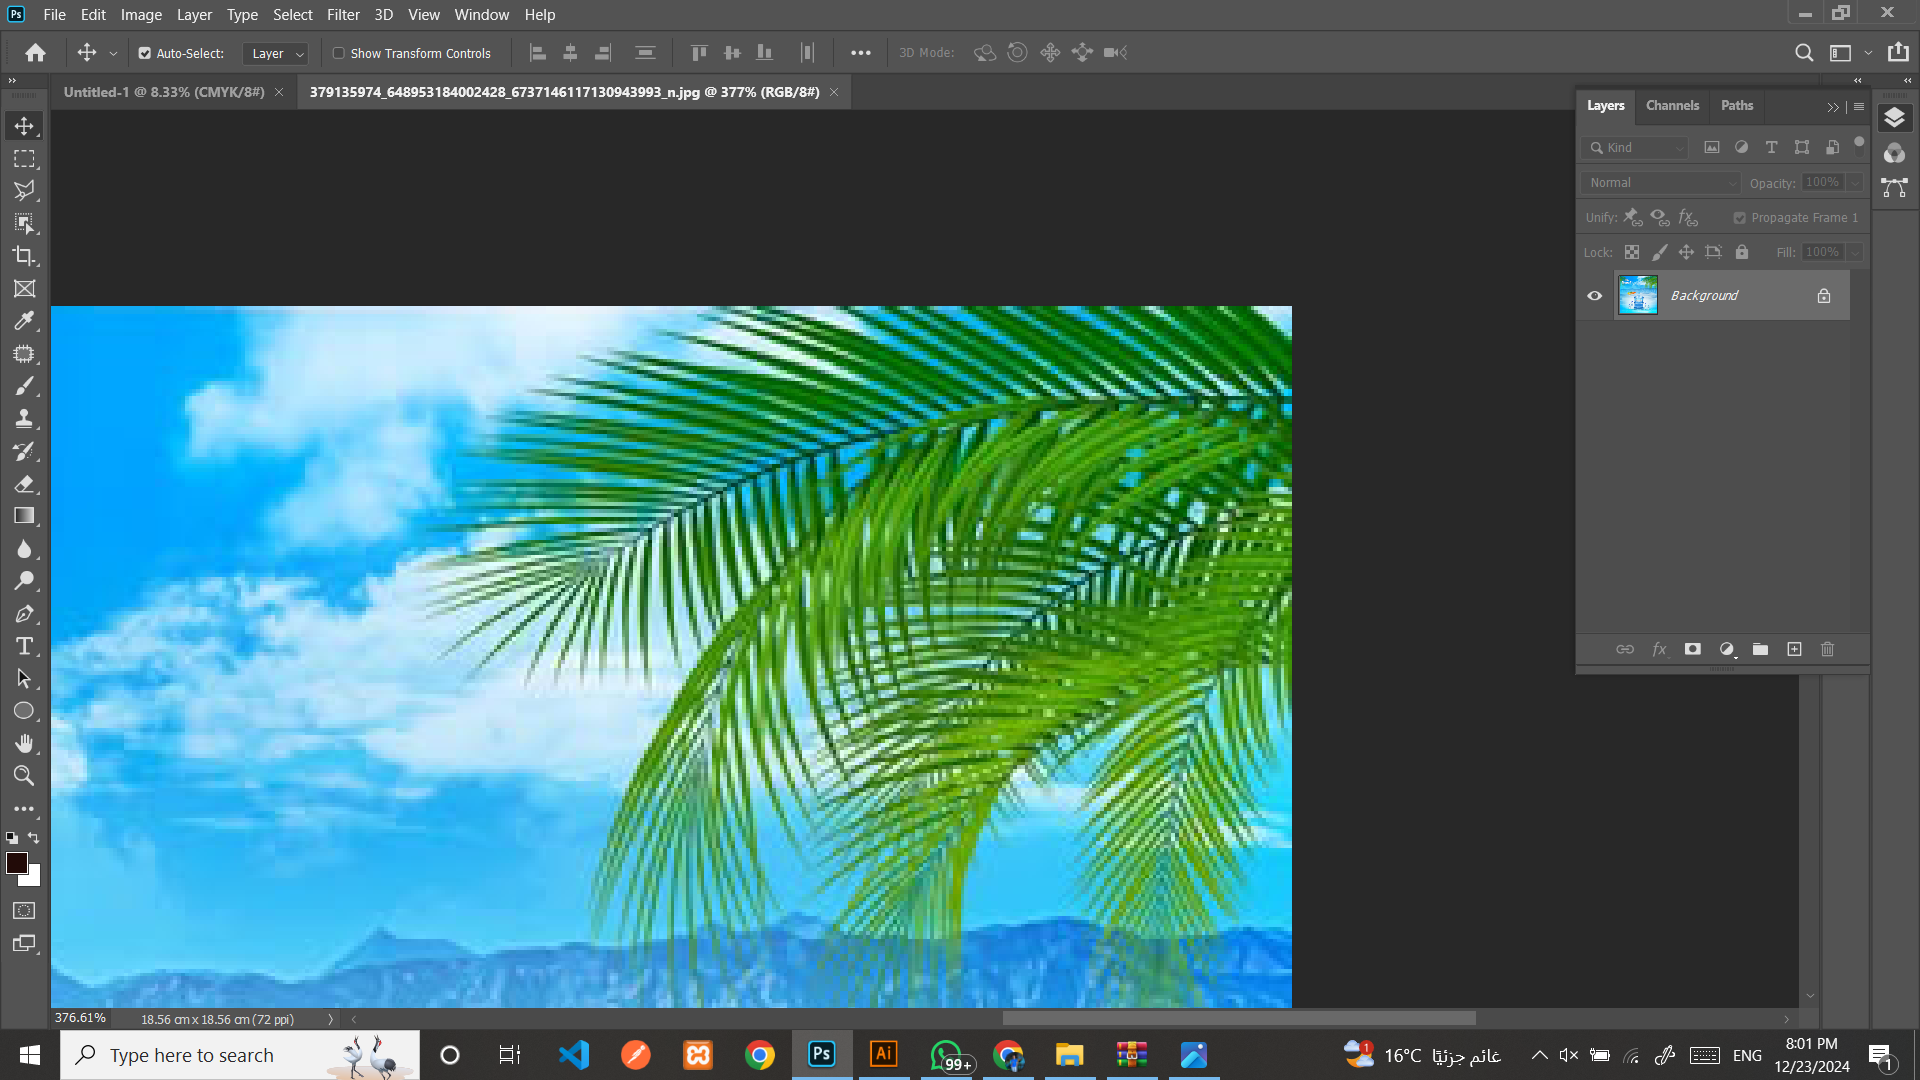 File Edit Image Layer Type Select Filter 3D View Window Help
Auto-Select: Layer Show Transform Controls 3D Mode:
Untitled-1 @ 8.33% (CMYK/8#) 379135974_648953184002428_6737146117130943993_n.jpg @ 377% (RGB/8#)
Layers Channels Paths
Kind
Normal Opacity: 100%
Unify: Propagate Frame 1
Lock: Fill: 100%
Background
376.61% 18.56 cm x 18.56 cm (72 ppi)
Type here to search
Ps Ai 99+ 1 16°C غائم جزئيًا ENG 8:01 PM
12/23/2024 1